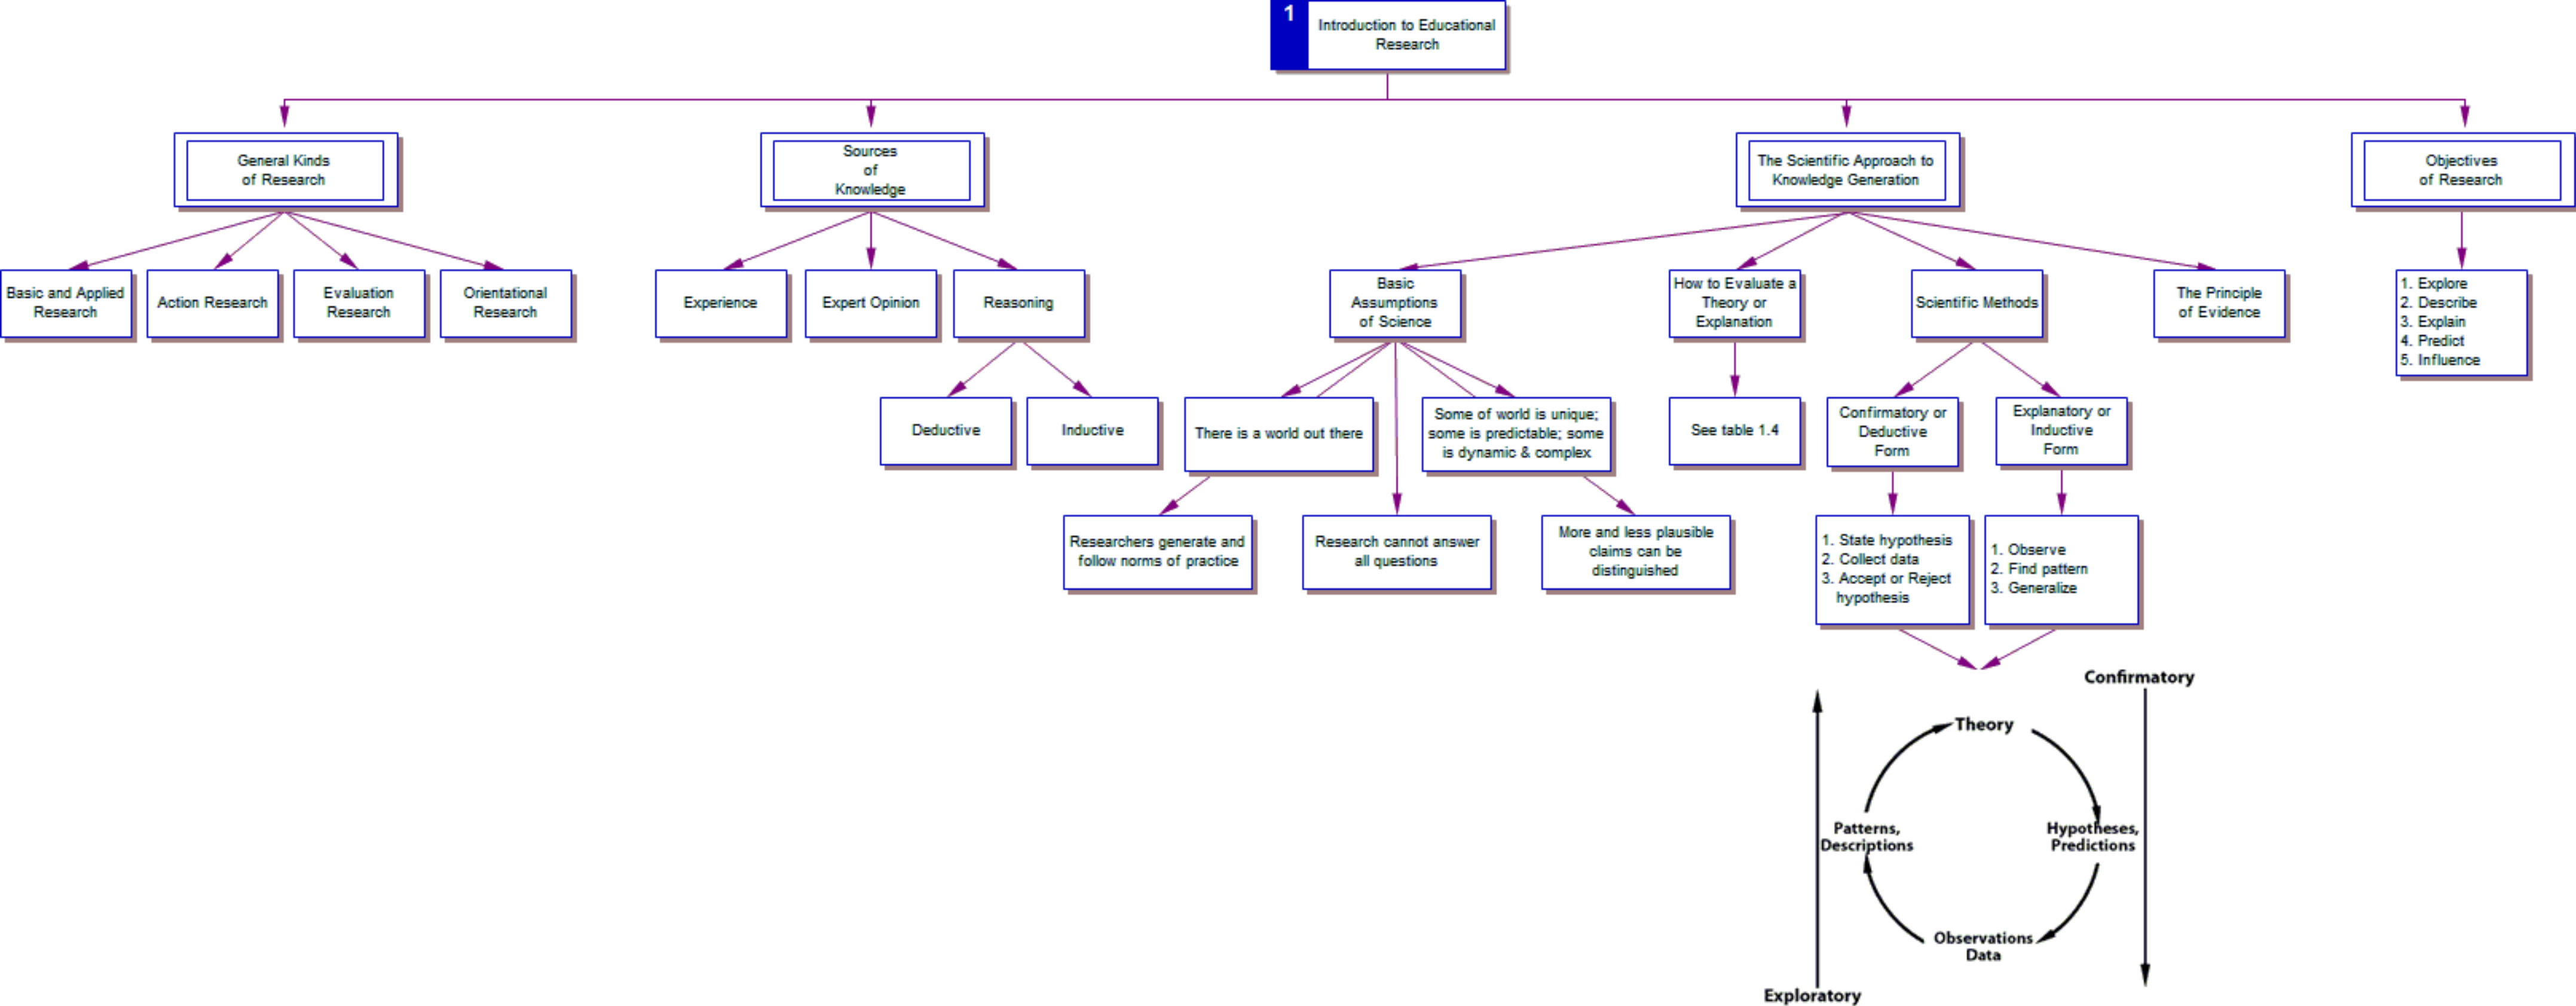 1
Introduction to Educational
Research
General Kinds
of Research
Sources
of
Knowledge
The Scientific Approach to
Knowledge Generation
Objectives
of Research
Basic and Applied
Research
Action Research
Evaluation
Research
Orientational
Research
Experience
Expert Opinion
Reasoning
Basic
Assumptions
of Science
How to Evaluate a
Theory or
Explanation
Scientific Methods
The Principle
of Evidence
1. Explore
2. Describe
3. Explain
4. Predict
5. Influence
Deductive
Inductive
There is a world out there
Some of world is unique;
some is predictable; some
is dynamic & complex
See table 1.4
Confirmatory or
Deductive
Form
Explanatory or
Inductive
Form
Researchers generate and
follow norms of practice
Research cannot answer
all questions
More and less plausible
claims can be
distinguished
1. State hypothesis
2. Collect data
3. Accept or Reject
hypothesis
1. Observe
2. Find pattern
3. Generalize
Confirmatory
Theory
Patterns,
Descriptions
Hypotheses,
Predictions
Observations
Data
Exploratory